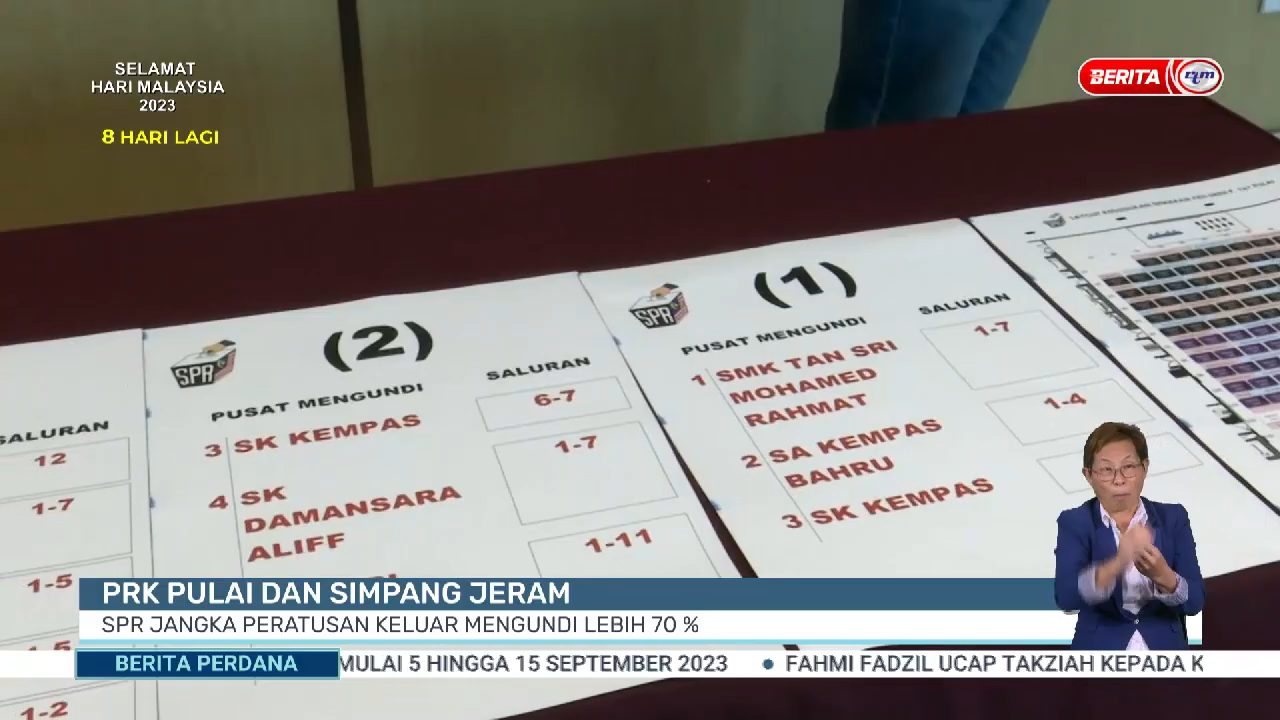 SELAMAT
HARI MALAYSIA
2023
8 HARI LAGI
BERITA rtm
SALURAN
12
1-7
1-5
1-2
SPR
(2)
PUSAT MENGUNDI SALURAN
3 SK KEMPAS 6-7
4 SK DAMANSARA ALIFF 1-7
1-11
SPR
(1)
PUSAT MENGUNDI SALURAN
1 SMK TAN SRI MOHAMED RAHMAT 1-7
2 SA KEMPAS BAHRU 1-4
3 SK KEMPAS
PRK PULAI DAN SIMPANG JERAM
SPR JANGKA PERATUSAN KELUAR MENGUNDI LEBIH 70 %
BERITA PERDANA
MULAI 5 HINGGA 15 SEPTEMBER 2023 • FAHMI FADZIL UCAP TAKZIAH KEPADA K